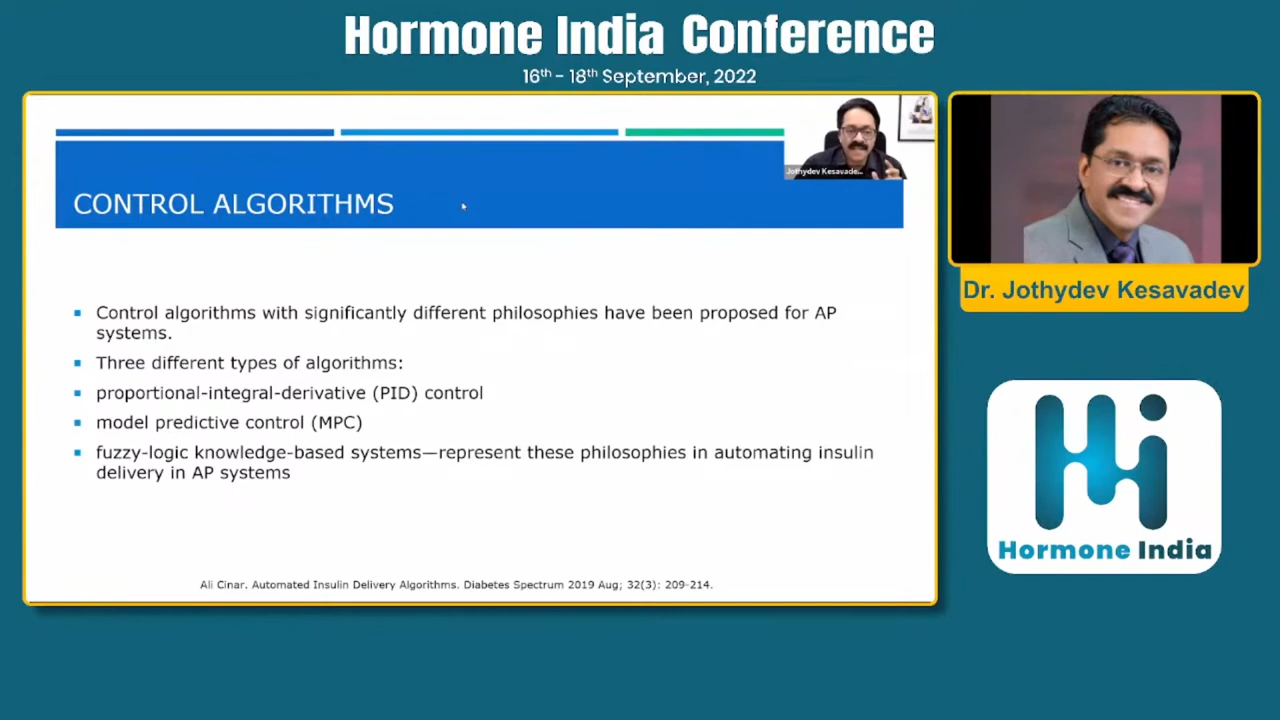 Hormone India Conference
16th - 18th September, 2022
Jothydev Kesavade...
CONTROL ALGORITHMS
Control algorithms with significantly different philosophies have been proposed for AP
systems.
Three different types of algorithms:
proportional-integral-derivative (PID) control
model predictive control (MPC)
fuzzy-logic knowledge-based systems—represent these philosophies in automating insulin
delivery in AP systems
Ali Cinar. Automated Insulin Delivery Algorithms. Diabetes Spectrum 2019 Aug; 32(3): 209-214.
Dr. Jothydev Kesavadev
Hormone India